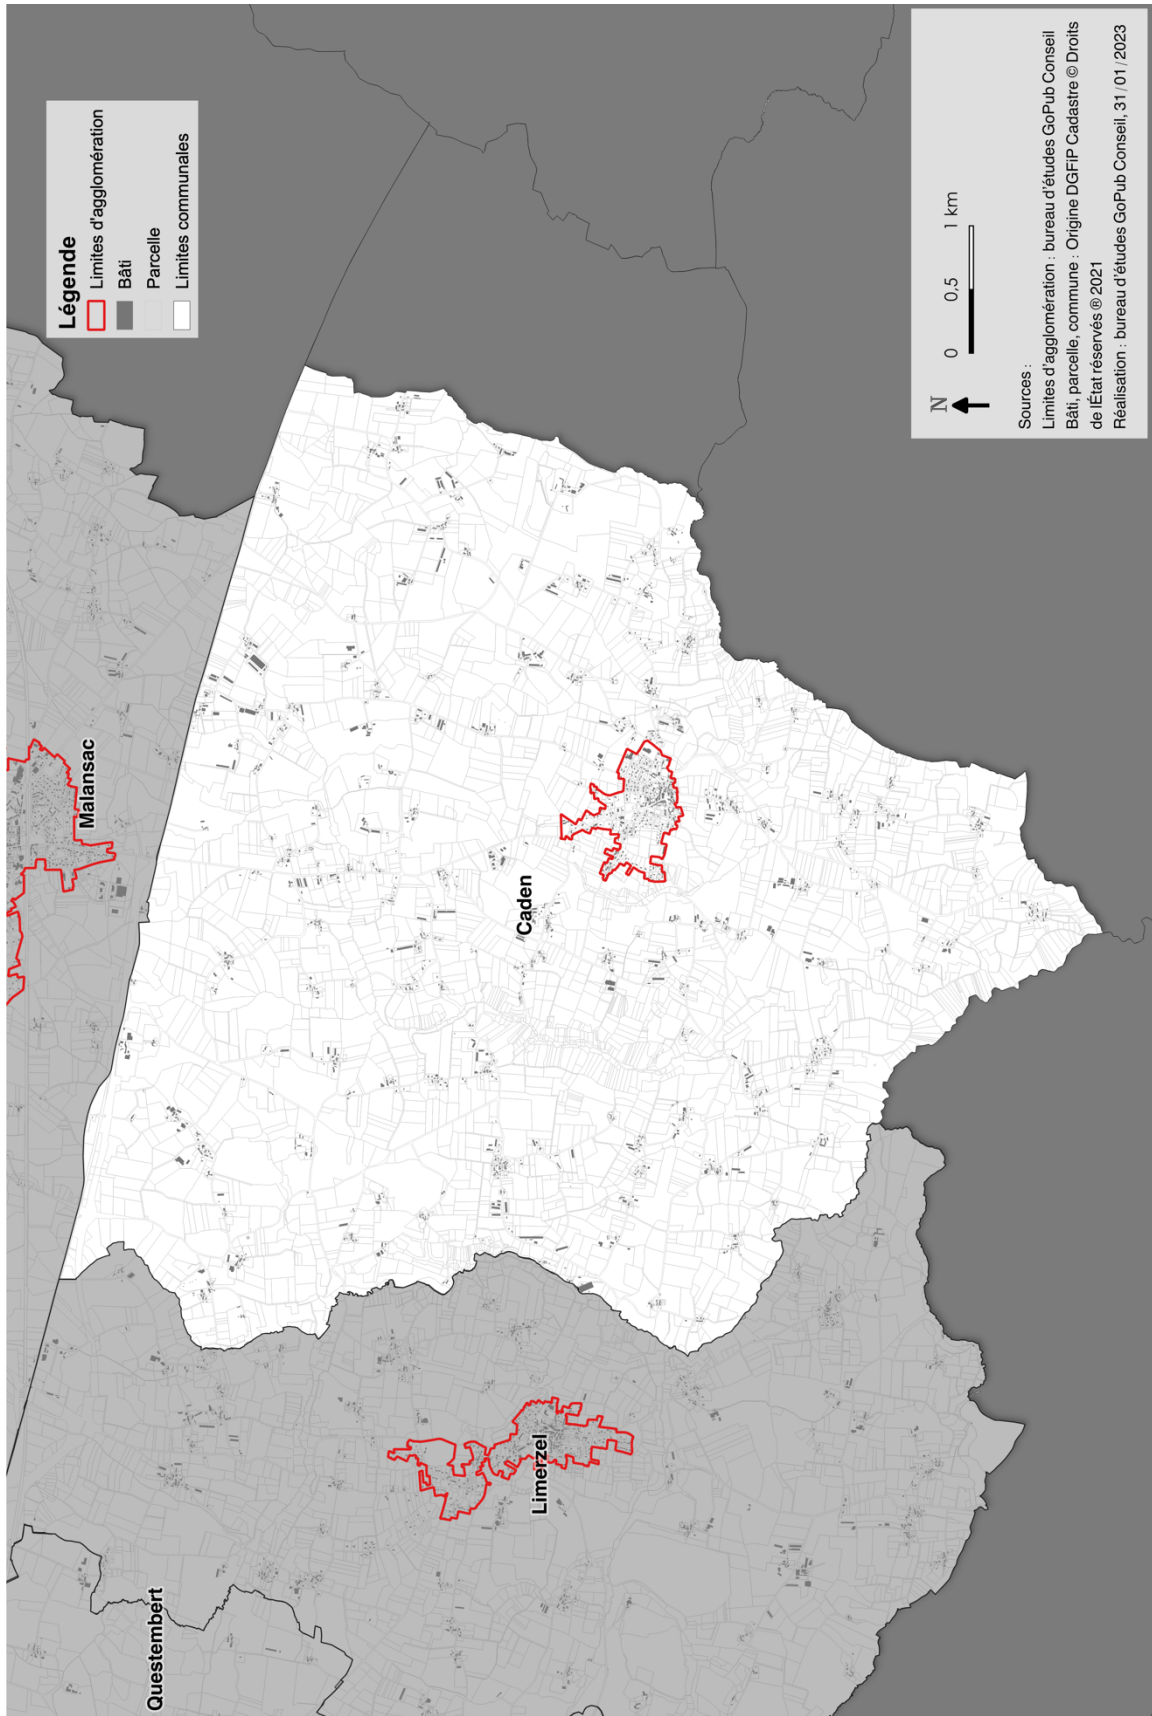 Légende
Limites d'agglomération
Bâti
Parcelle
Limites communales
Malansac
Caden
Limerzel
Questembert
N
0 0,5 1 km
Sources :
Limites d'agglomération : bureau d'études GoPub Conseil
Bâti, parcelle, commune : Origine DGFiP Cadastre © Droits
de lÉtat réservés ® 2021
Réalisation : bureau d'études GoPub Conseil, 31/01/2023